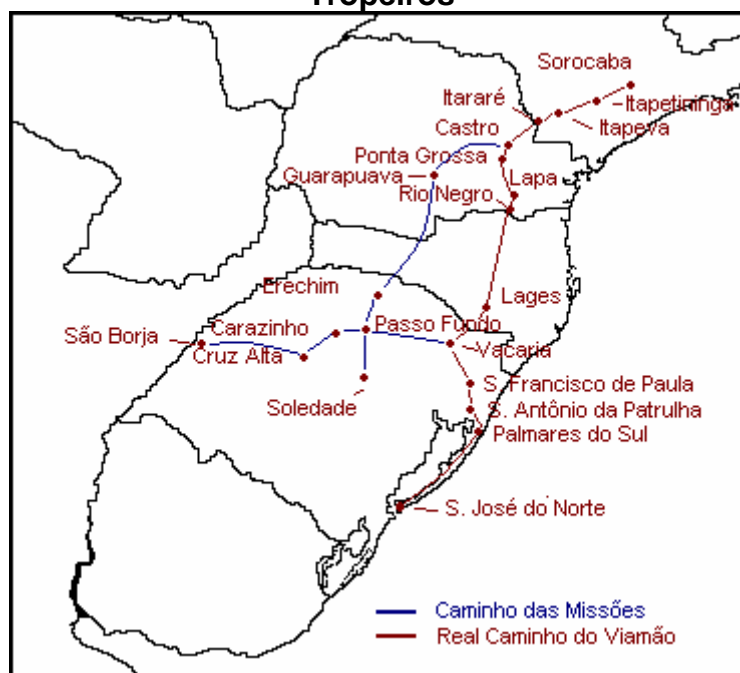 Tropeiros
Sorocaba
Itararé
Itapetininga
Itapeva
Castro
Ponta Grossa
Guarapuava
Lapa
Rio Negro
Erechim
Lages
São Borja
Carazinho
Passo Fundo
Cruz Alta
Vacaria
S. Francisco de Paula
Soledade
S. Antônio da Patrulha
Palmares do Sul
S. José do Norte
Caminho das Missões
Real Caminho do Viamão